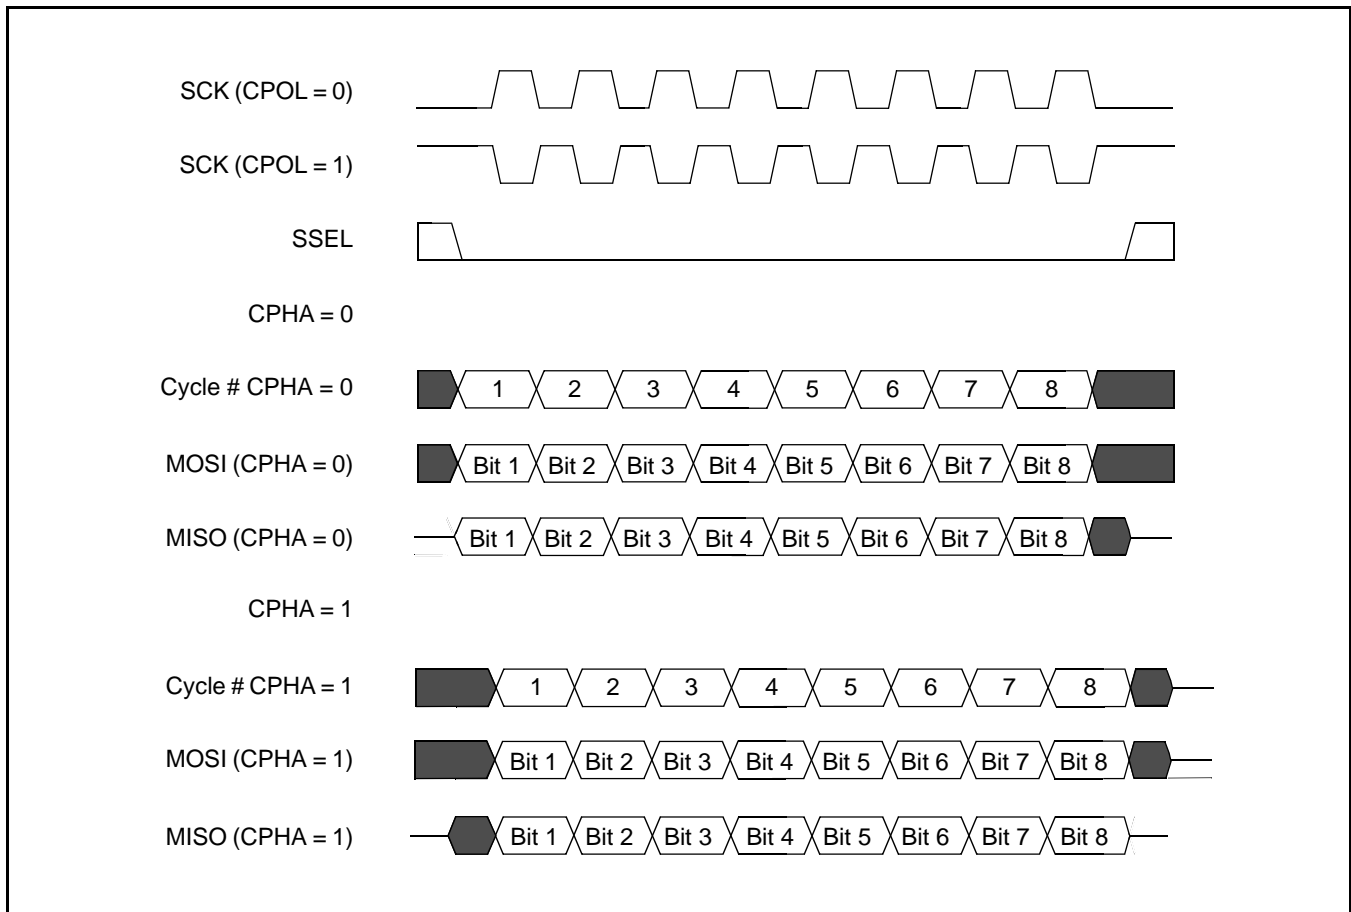 SCK (CPOL = 0)
SCK (CPOL = 1)
SSEL
CPHA = 0
Cycle # CPHA = 0 1 2 3 4 5 6 7 8
MOSI (CPHA = 0) Bit 1 Bit 2 Bit 3 Bit 4 Bit 5 Bit 6 Bit 7 Bit 8
MISO (CPHA = 0) Bit 1 Bit 2 Bit 3 Bit 4 Bit 5 Bit 6 Bit 7 Bit 8
CPHA = 1
Cycle # CPHA = 1 1 2 3 4 5 6 7 8
MOSI (CPHA = 1) Bit 1 Bit 2 Bit 3 Bit 4 Bit 5 Bit 6 Bit 7 Bit 8
MISO (CPHA = 1) Bit 1 Bit 2 Bit 3 Bit 4 Bit 5 Bit 6 Bit 7 Bit 8